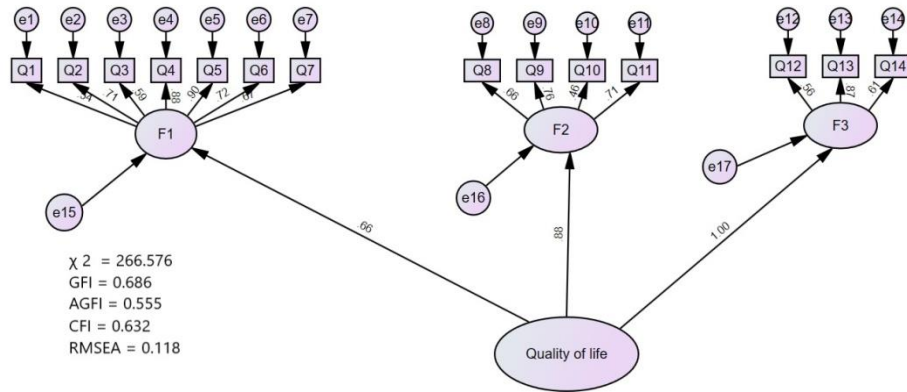 e1 e2 e3 e4 e5 e6 e7 e8 e9 e10 e11 e12 e13 e14
Q1 Q2 Q3 Q4 Q5 Q6 Q7 Q8 Q9 Q10 Q11 Q12 Q13 Q14
.71 .59 .88 .90 .72 .66 .76 .46 .71 .56 .87 .61
F1 F2 F3
e15 e16 e17
.66 .88 1.00
χ 2 = 266.576
GFI = 0.686
AGFI = 0.555
CFI = 0.632
RMSEA = 0.118
Quality of life